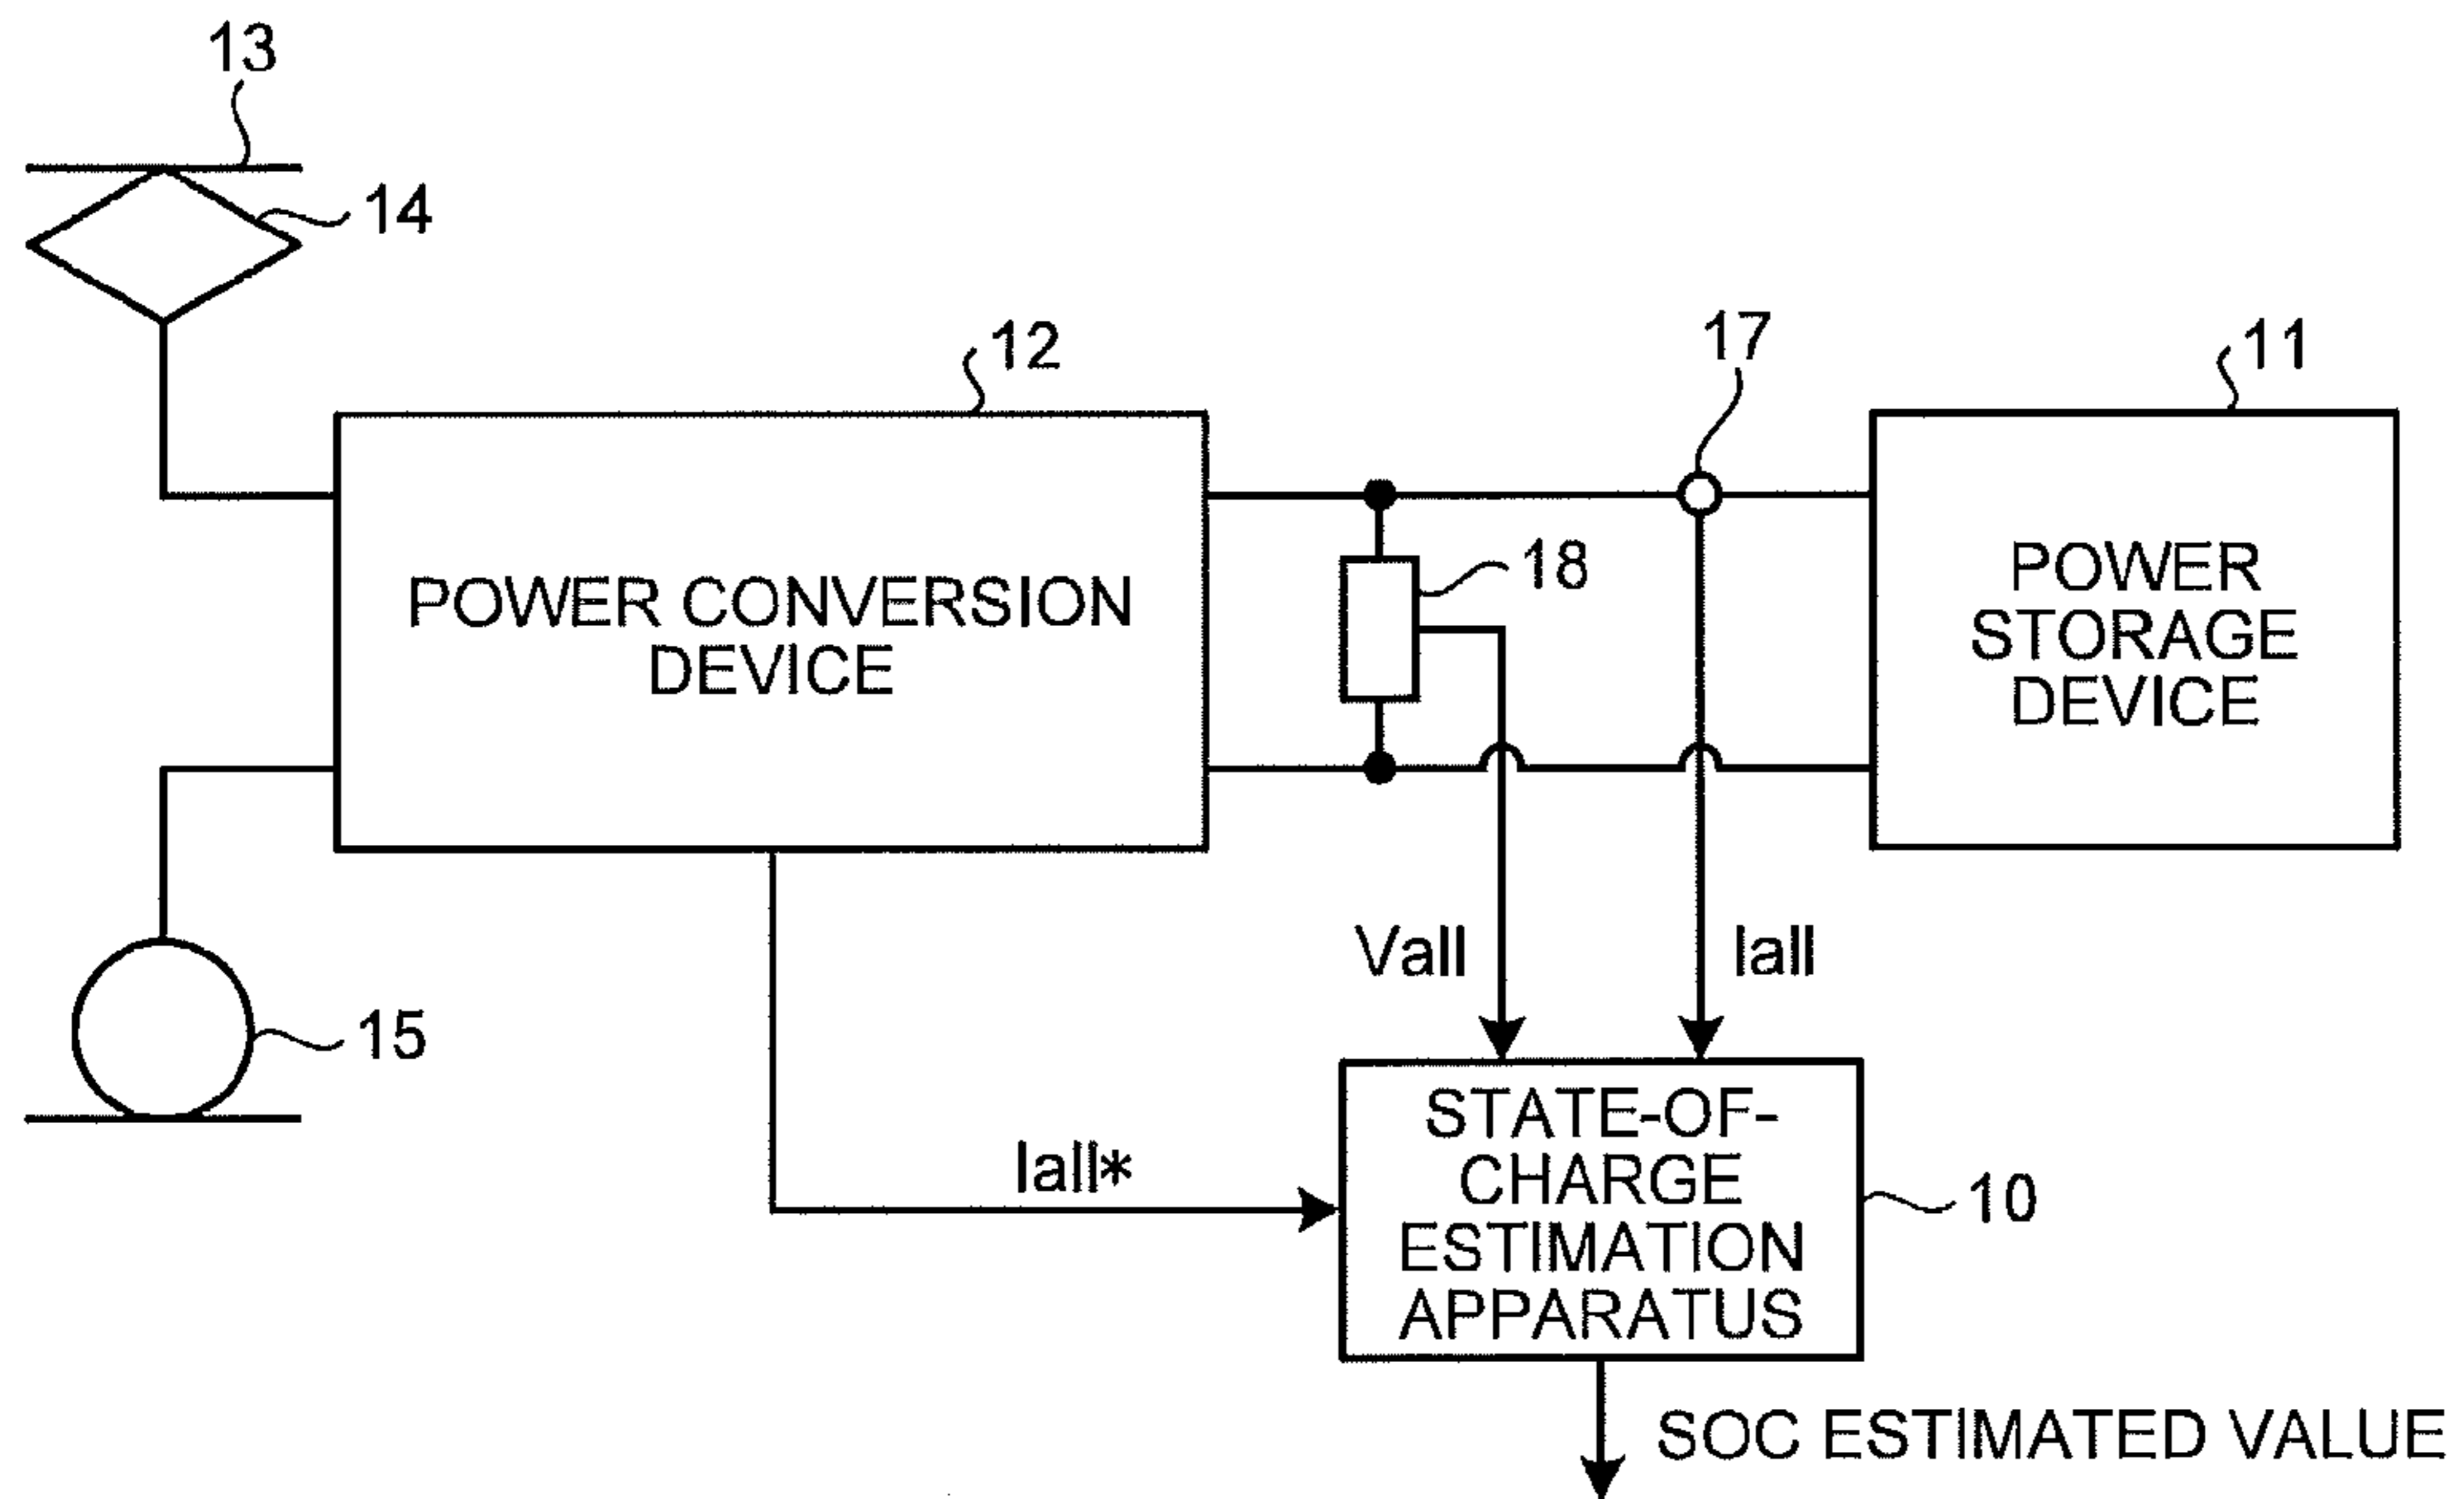 13
14
12
17
11
POWER CONVERSION
DEVICE
18
POWER
STORAGE
DEVICE
Vall
Iall
15
Iall*
STATE-OF-
CHARGE
ESTIMATION
APPARATUS
10
SOC ESTIMATED VALUE